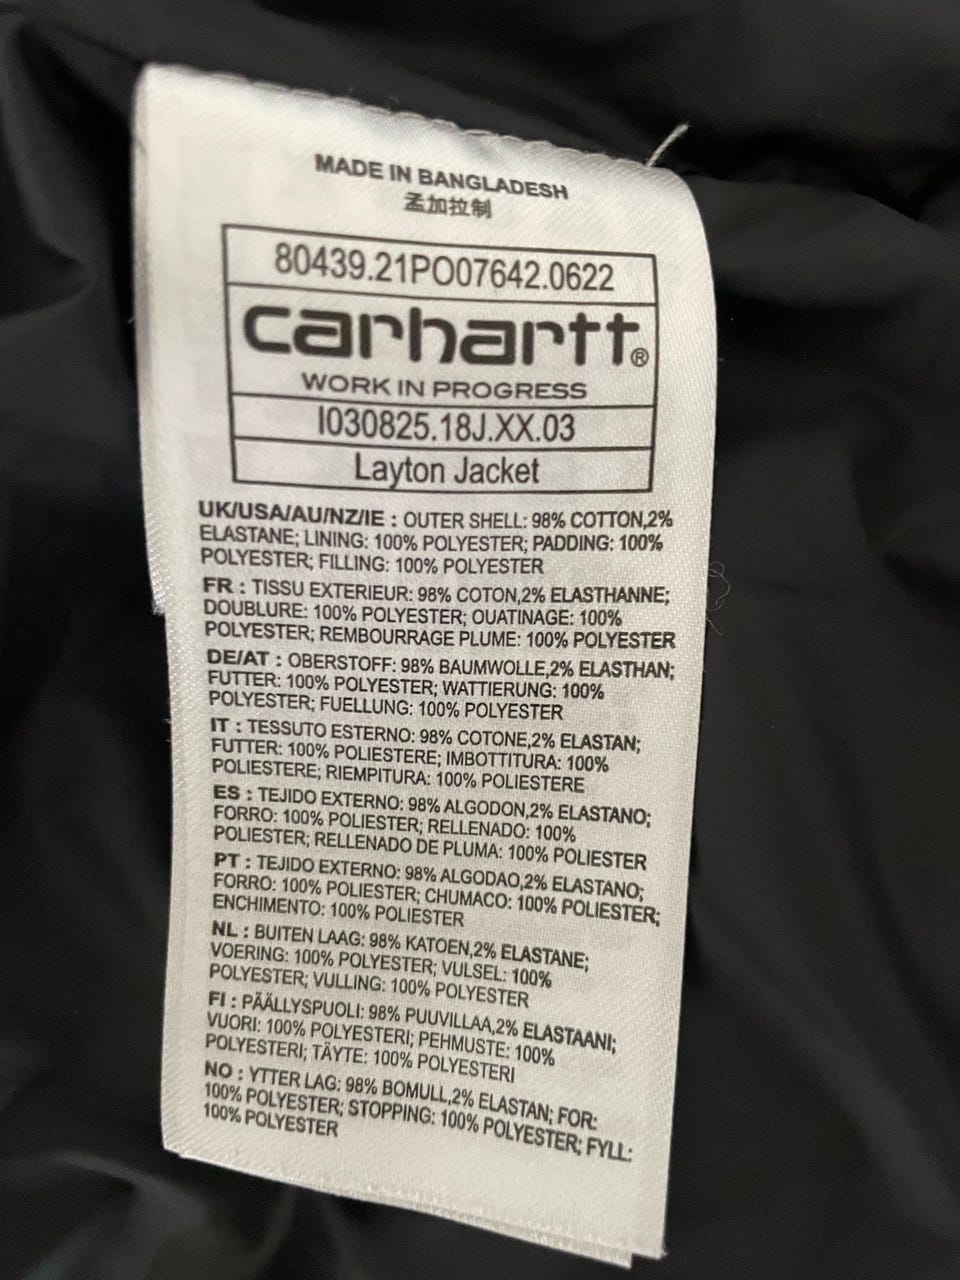 MADE IN BANGLADESH
孟加拉制
80439.21PO07642.0622
carhartt®
WORK IN PROGRESS
I030825.18J.XX.03
Layton Jacket
UK/USA/AU/NZ/IE : OUTER SHELL: 98% COTTON,2%
ELASTANE; LINING: 100% POLYESTER; PADDING: 100%
POLYESTER; FILLING: 100% POLYESTER
FR : TISSU EXTERIEUR: 98% COTON,2% ELASTHANNE;
DOUBLURE: 100% POLYESTER; OUATINAGE: 100%
POLYESTER; REMBOURRAGE PLUME: 100% POLYESTER
DE/AT : OBERSTOFF: 98% BAUMWOLLE,2% ELASTHAN;
FUTTER: 100% POLYESTER; WATTIERUNG: 100%
POLYESTER; FUELLUNG: 100% POLYESTER
IT : TESSUTO ESTERNO: 98% COTONE,2% ELASTAN;
FUTTER: 100% POLIESTERE; IMBOTTITURA: 100%
POLIESTERE; RIEMPITURA: 100% POLIESTERE
ES : TEJIDO EXTERNO: 98% ALGODON,2% ELASTANO;
FORRO: 100% POLIESTER; RELLENADO: 100%
POLIESTER; RELLENADO DE PLUMA: 100% POLIESTER
PT : TEJIDO EXTERNO: 98% ALGODAO,2% ELASTANO;
FORRO: 100% POLIESTER; CHUMACO: 100% POLIESTER;
ENCHIMENTO: 100% POLIESTER
NL : BUITEN LAAG: 98% KATOEN,2% ELASTANE;
VOERING: 100% POLYESTER; VULSEL: 100%
POLYESTER; VULLING: 100% POLYESTER
FI : PÄÄLLYSPUOLI: 98% PUUVILLAA,2% ELASTAANI;
VUORI: 100% POLYESTERI; PEHMUSTE: 100%
POLYESTERI; TÄYTE: 100% POLYESTERI
NO : YTTER LAG: 98% BOMULL,2% ELASTAN; FOR:
100% POLYESTER; STOPPING: 100% POLYESTER; FYLL:
100% POLYESTER